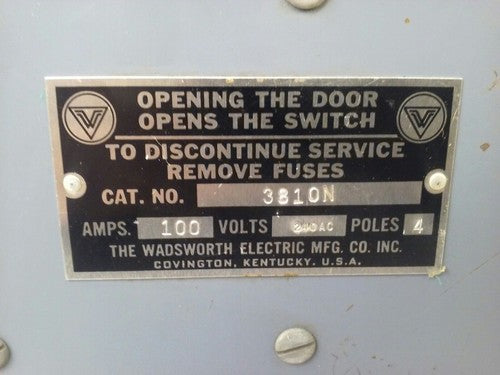 OPENING THE DOOR
OPENS THE SWITCH
TO DISCONTINUE SERVICE
REMOVE FUSES
CAT. NO. 3810N
AMPS. 100 VOLTS 240AC POLES 4
THE WADSWORTH ELECTRIC MFG. CO. INC.
COVINGTON, KENTUCKY, U.S.A.